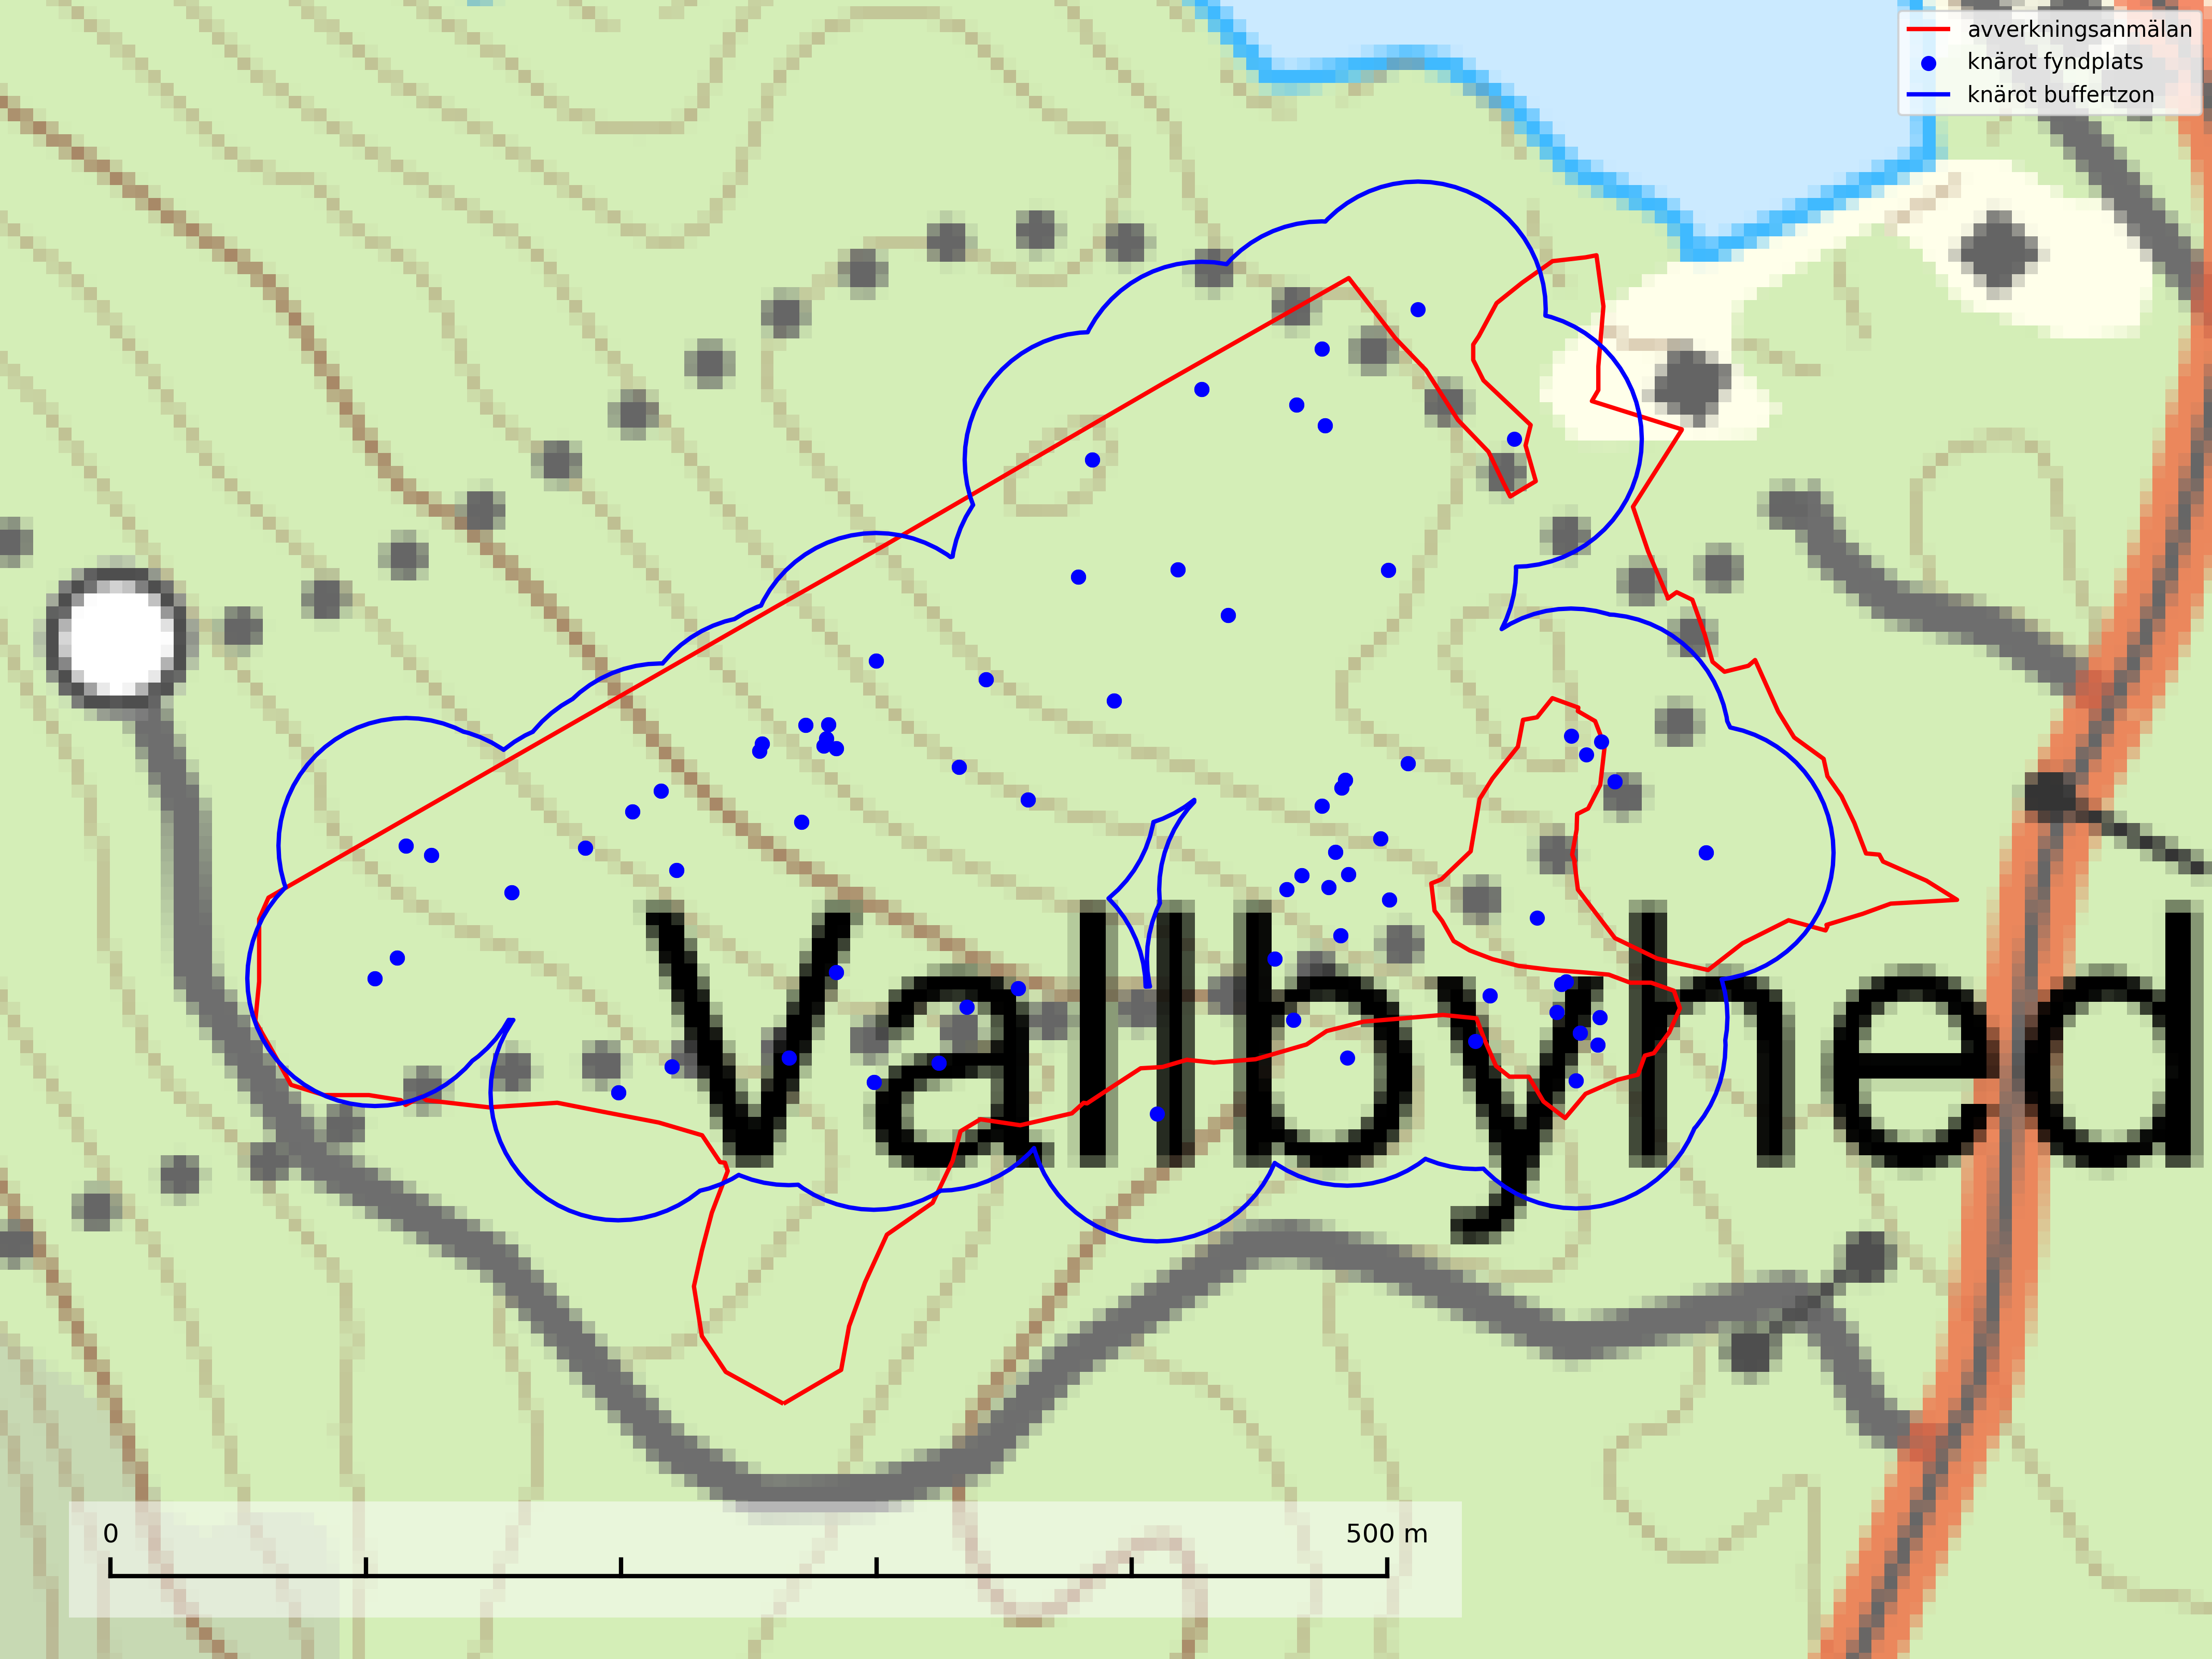 avverkningsanmälan
knärot fyndplats
knärot buffertzon
Vallbyhed
0 500 m